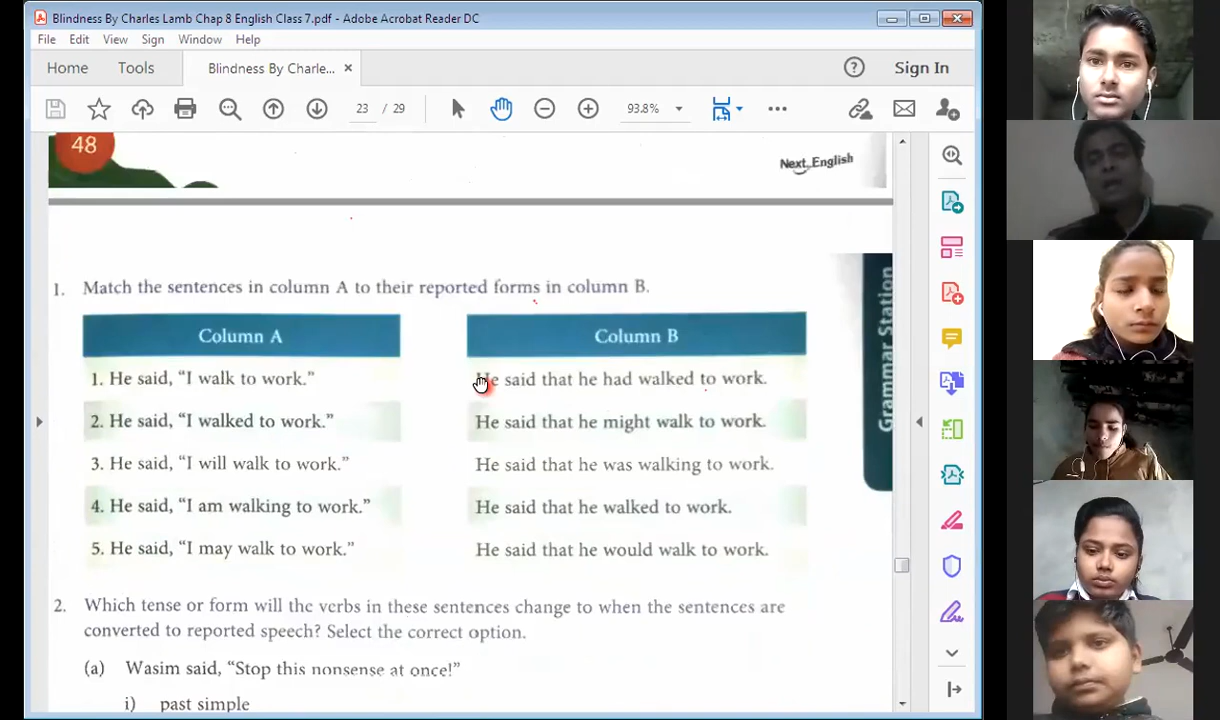 Blindness By Charles Lamb Chap 8 English Class 7.pdf - Adobe Acrobat Reader DC
File Edit View Sign Window Help
Home Tools Blindness By Charle... × Sign In
23 / 29 93.8%
48
Next English
Grammar Station
1. Match the sentences in column A to their reported forms in column B.
Column A Column B
1. He said, “I walk to work.” He said that he had walked to work.
2. He said, “I walked to work.” He said that he might walk to work.
3. He said, “I will walk to work.” He said that he was walking to work.
4. He said, “I am walking to work.” He said that he walked to work.
5. He said, “I may walk to work.” He said that he would walk to work.
2. Which tense or form will the verbs in these sentences change to when the sentences are
converted to reported speech? Select the correct option.
(a) Wasim said, “Stop this nonsense at once!”
i) past simple